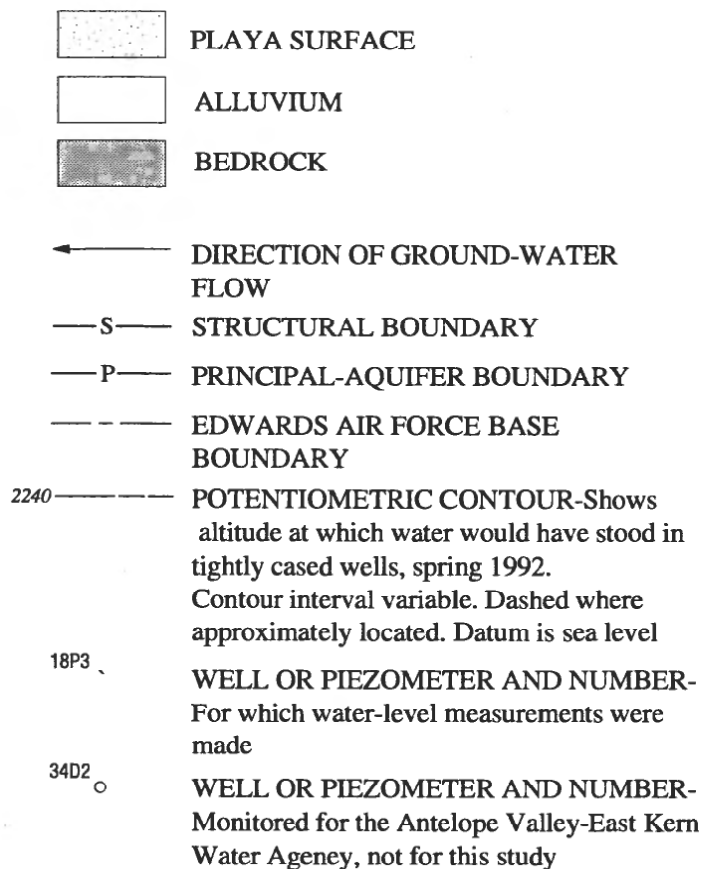 PLAYA SURFACE
ALLUVIUM
BEDROCK
DIRECTION OF GROUND-WATER
FLOW
S STRUCTURAL BOUNDARY
P PRINCIPAL-AQUIFER BOUNDARY
EDWARDS AIR FORCE BASE
BOUNDARY
2240 POTENTIOMETRIC CONTOUR-Shows
altitude at which water would have stood in
tightly cased wells, spring 1992.
Contour interval variable. Dashed where
approximately located. Datum is sea level
18P3 WELL OR PIEZOMETER AND NUMBER-
For which water-level measurements were
made
34D2 WELL OR PIEZOMETER AND NUMBER-
Monitored for the Antelope Valley-East Kern
Water Ageney, not for this study